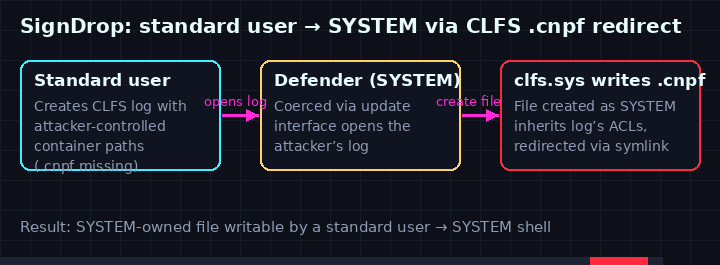 SignDrop: standard user → SYSTEM via CLFS .cnpf redirect
Standard user
Creates CLFS log with
attacker-controlled
container paths
(.cnpf missing)
opens log
Defender (SYSTEM)
Coerced via update
interface opens the
attacker’s log
create file
clfs.sys writes .cnpf
File created as SYSTEM
inherits log’s ACLs,
redirected via symlink
Result: SYSTEM-owned file writable by a standard user → SYSTEM shell